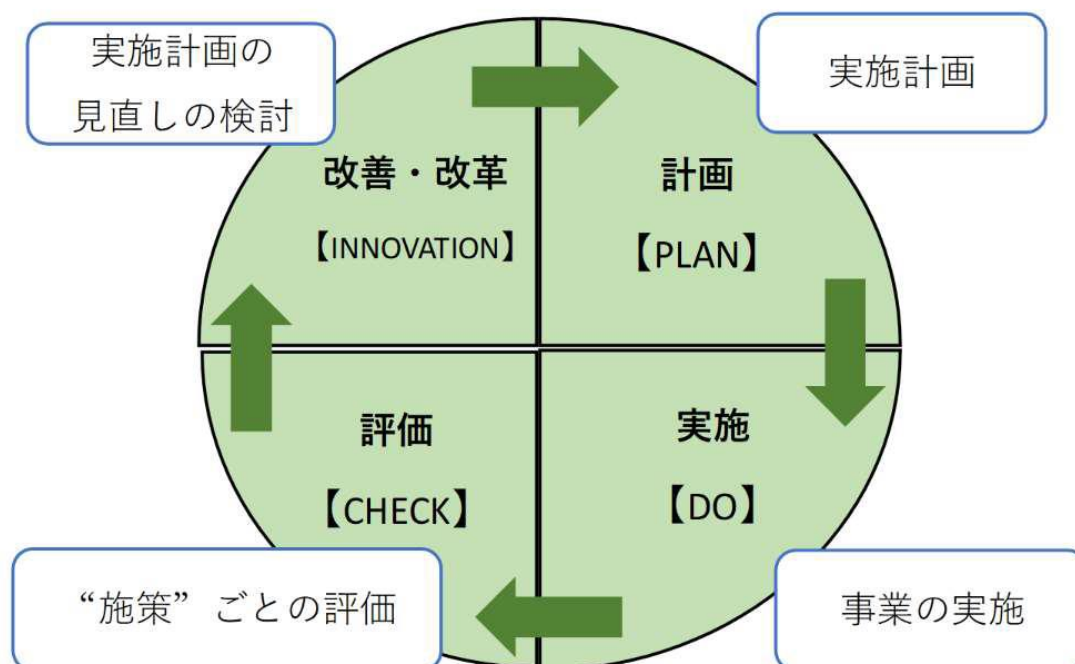 実施計画の
見直しの検討
実施計画
改善・改革
【INNOVATION】
計画
【PLAN】
評価
【CHECK】
実施
【DO】
“施策”ごとの評価
事業の実施